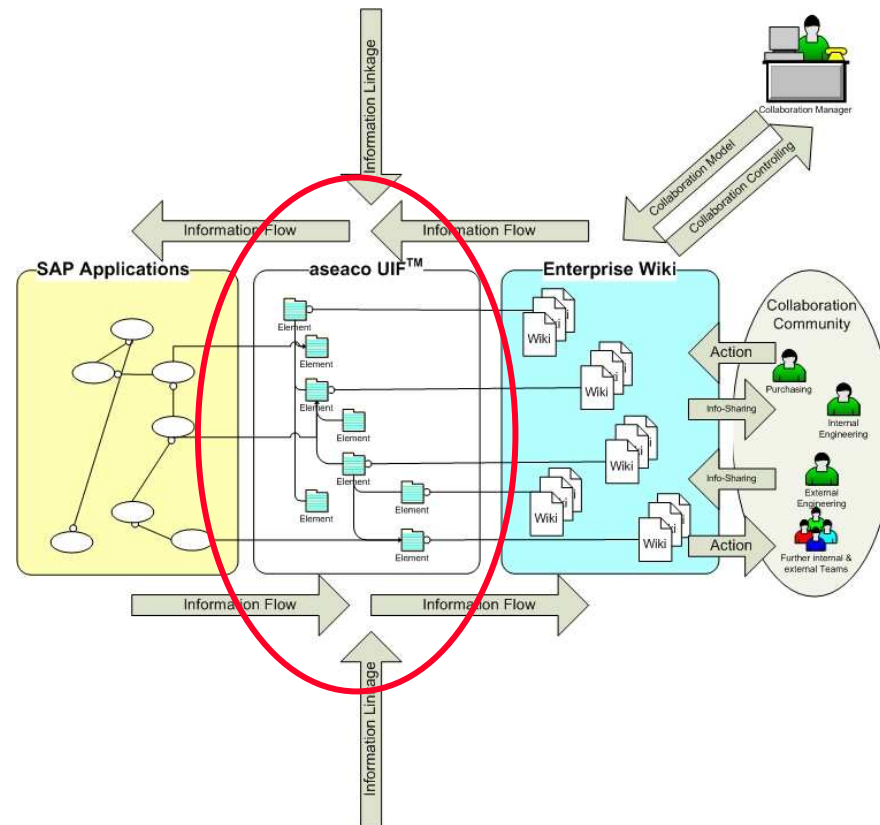 Information Linkage
Collaboration Manager
Collaboration Model
Collaboration Controlling
Information Flow
Information Flow
SAP Applications
aseaco UIF™
Enterprise Wiki
Collaboration
Community
Element
Element
Element
Element
Element
Element
Element
Element
Wiki
Wiki
Wiki
Wiki
Wiki
Action
Purchasing
Info-Sharing
Internal
Engineering
Info-Sharing
External
Engineering
Action
Further internal &
external Teams
Information Flow
Information Flow
Information Linkage